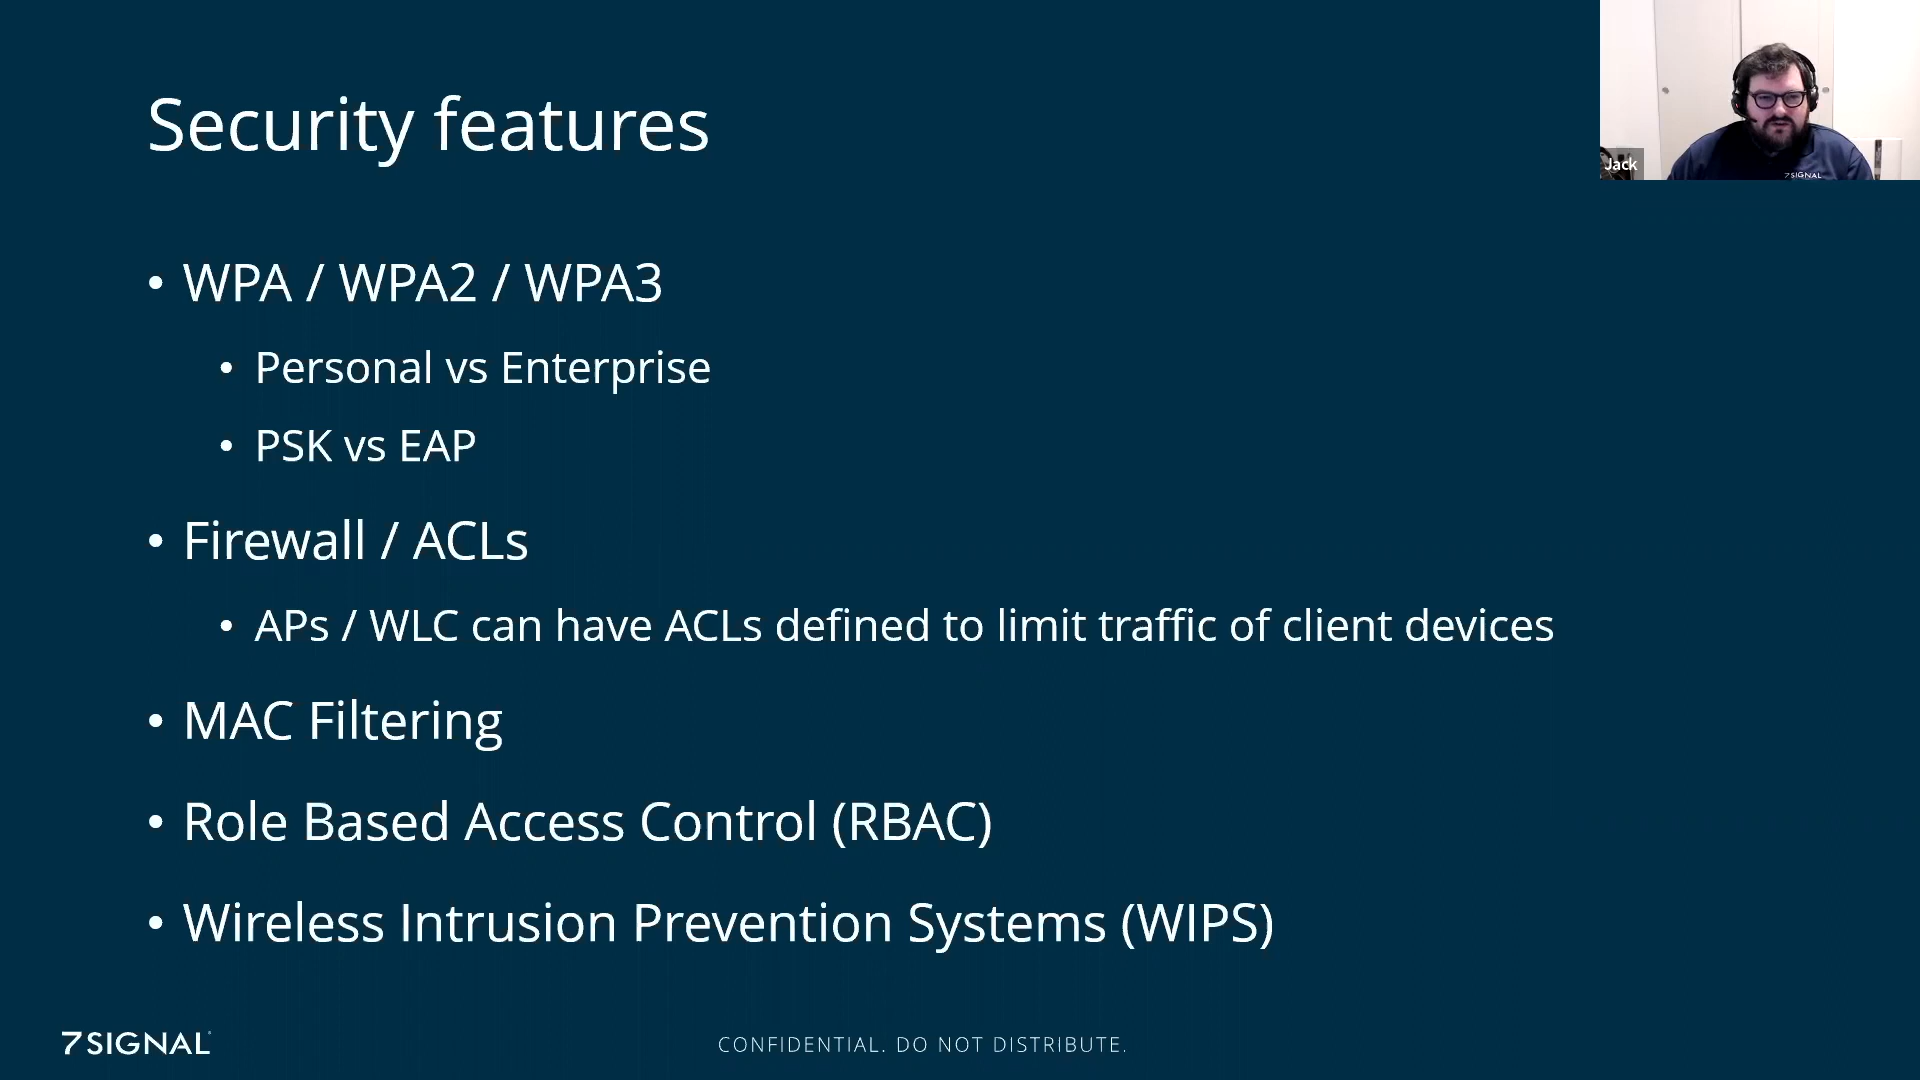 Security features
Jack
7SIGNAL
• WPA / WPA2 / WPA3
• Personal vs Enterprise
• PSK vs EAP
• Firewall / ACLs
• APs / WLC can have ACLs defined to limit traffic of client devices
• MAC Filtering
• Role Based Access Control (RBAC)
• Wireless Intrusion Prevention Systems (WIPS)
7SIGNAL
CONFIDENTIAL. DO NOT DISTRIBUTE.